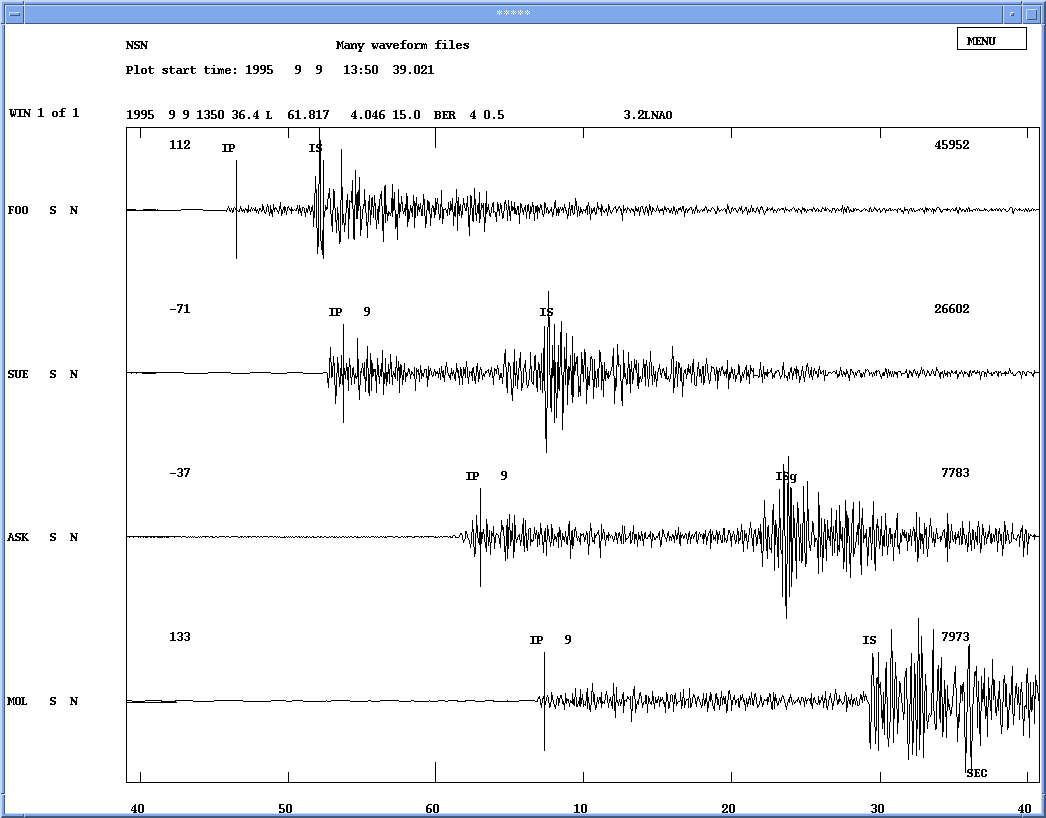 *****
NSN Many waveform files
MENU
Plot start time: 1995 9 9 13:50 39.021
WIN 1 of 1 1995 9 9 1350 36.4 L 61.817 4.046 15.0 BER 4 0.5 3.2LNAO
112 IP IS 45952
FOO S N
-71 IP 9 IS 26602
SUE S N
-37 IP 9 ISg 7783
ASK S N
133 IP 9 IS 7973
MOL S N
SEC
40 50 60 10 20 30 40